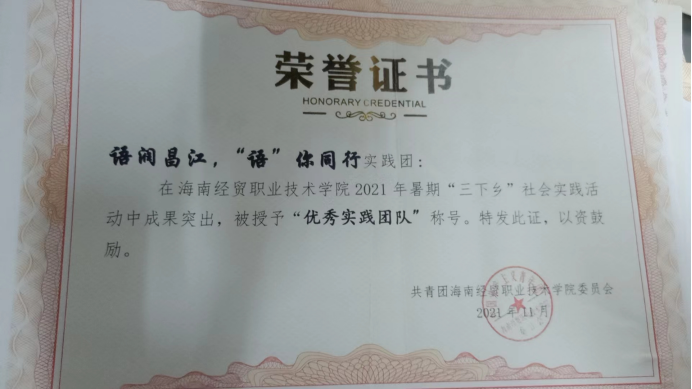 荣誉证书
HONORARY CREDENTIAL
语润昌江，“语”你同行实践团：
在海南经贸职业技术学院2021年暑期“三下乡”社会实践活
动中成果突出，被授予“优秀实践团队”称号。特发此证，以资鼓
励。
共青团海南经贸职业技术学院委员会
2021年11月